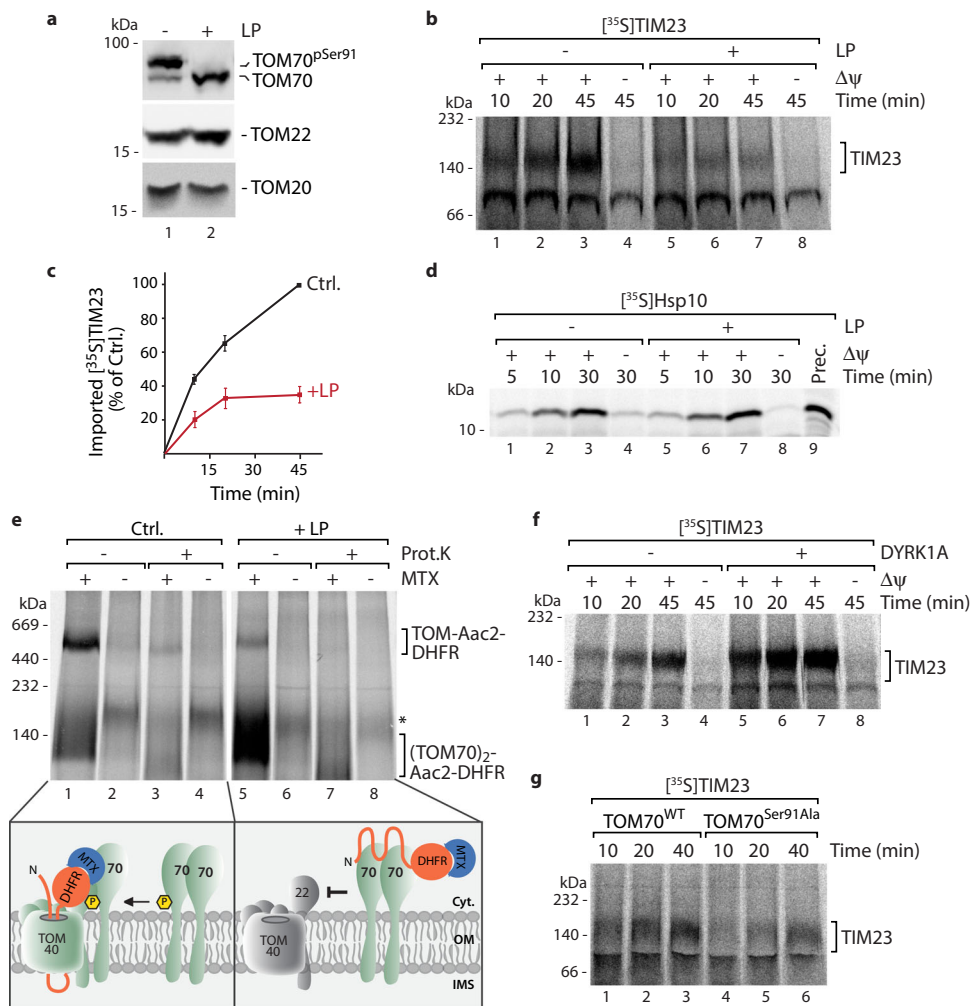 a
kDa - + LP
100 -
TOM70pSer91
TOM70
- TOM22
15 -
- TOM20
15 -
1 2
b
[35S]TIM23
- + LP
+ + + - + + + - Δψ
10 20 45 45 10 20 45 45 Time (min)
kDa
232 -
140 -
TIM23
66 -
1 2 3 4 5 6 7 8
c
Imported [35S]TIM23
(% of Ctrl.)
100
80
60
40
20
Ctrl.
+LP
15 30 45
Time (min)
d
[35S]Hsp10
- + LP
+ + + - + + + - Δψ
5 10 30 30 5 10 30 30 Time (min)
Prec.
kDa
10 -
1 2 3 4 5 6 7 8 9
e
Ctrl. + LP
- + - + Prot.K
+ - + - + - + - MTX
kDa
669 -
440 -
232 -
140 -
TOM-Aac2-
DHFR
*
(TOM70)2-
Aac2-DHFR
1 2 3 4 5 6 7 8
N
MTX
DHFR
70
P
TOM
40
P
70
70
N
70
70
DHFR
MTX
22
TOM
40
Cyt.
OM
IMS
f
[35S]TIM23
- + DYRK1A
+ + + - + + + - Δψ
10 20 45 45 10 20 45 45 Time (min)
kDa
232 -
140 -
TIM23
1 2 3 4 5 6 7 8
g
[35S]TIM23
TOM70WT TOM70Ser91Ala
10 20 40 10 20 40 Time (min)
kDa
232 -
140 -
TIM23
66 -
1 2 3 4 5 6